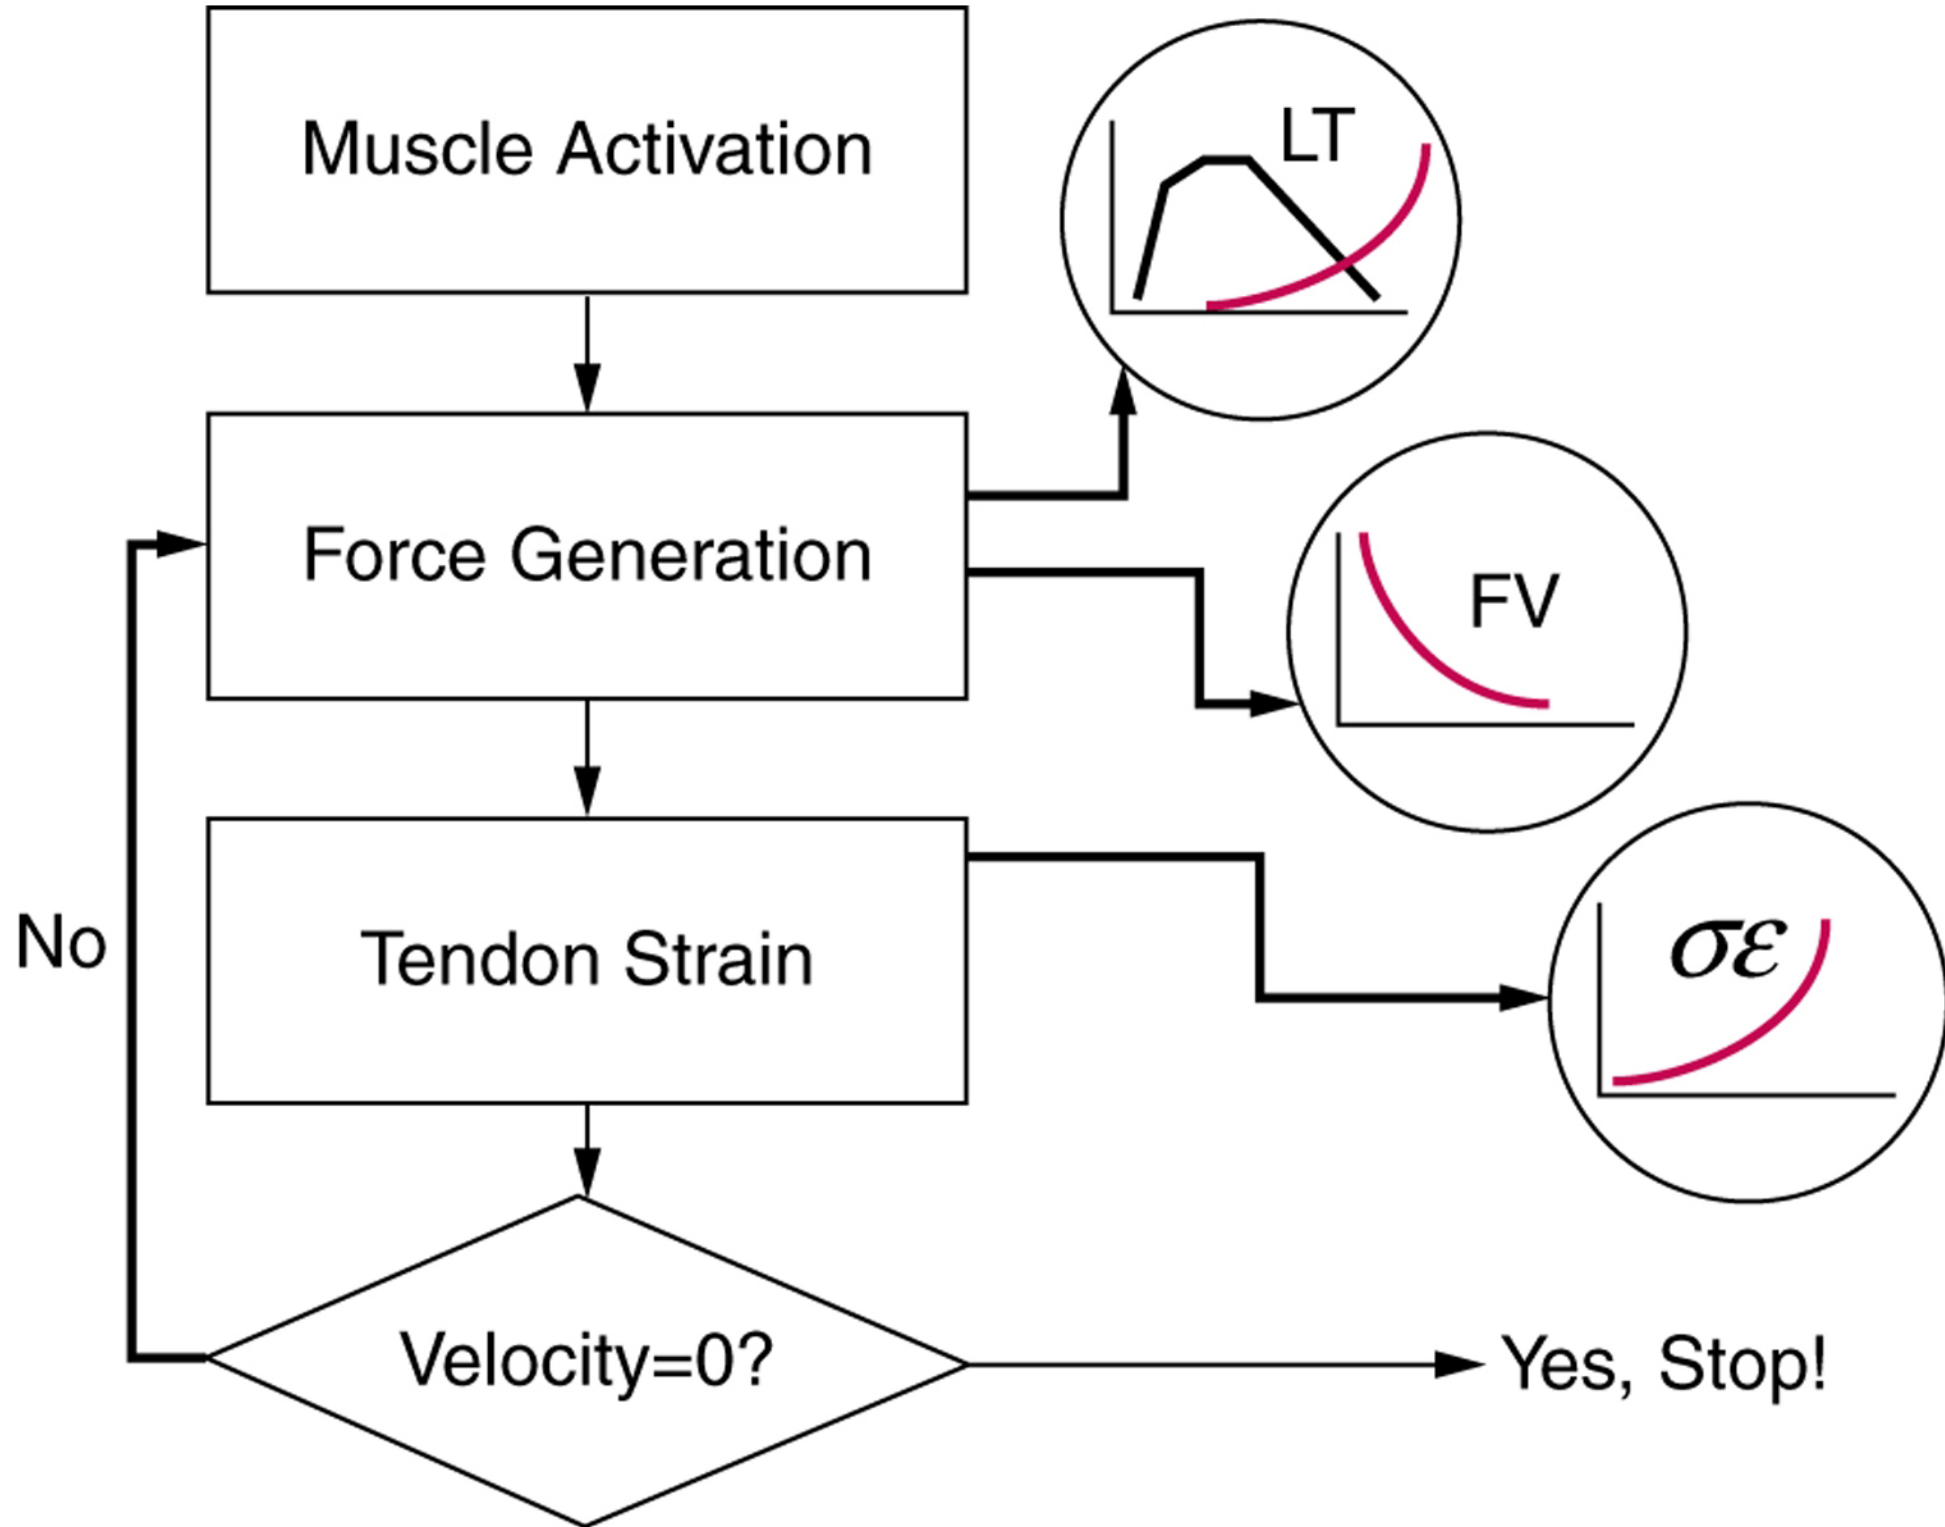 Muscle Activation
LT
Force Generation
FV
Tendon Strain
σε
No
Velocity=0?
Yes, Stop!